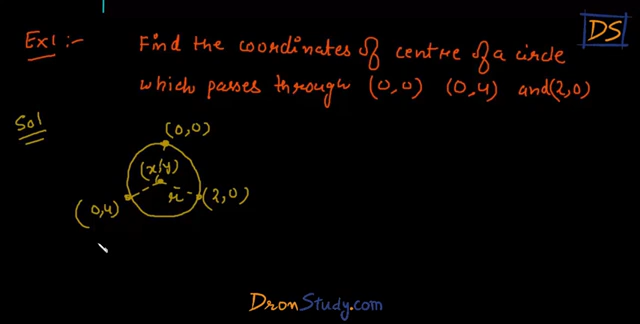 DS
Ex1:- Find the coordinates of centre of a circle
which passes through (0,0) (0,4) and (2,0)
Sol
(0,0)
(x,y)
(0,4)
r
(2,0)
DronStudy.com